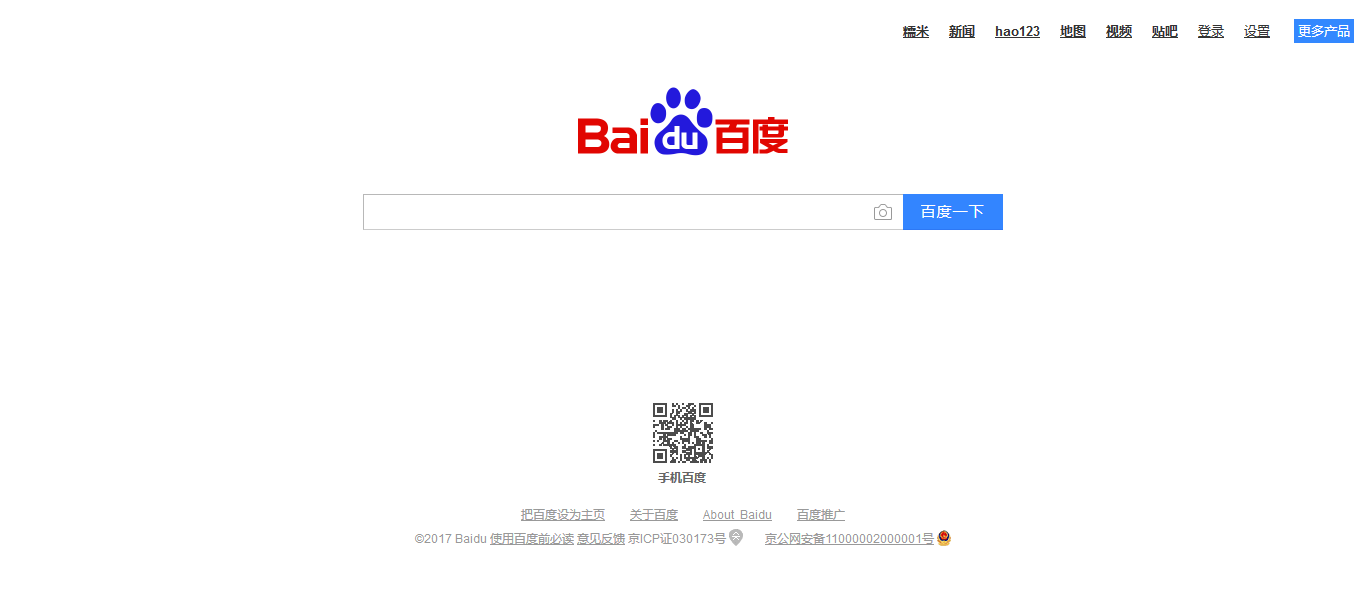 糯米 新闻 hao123 地图 视频 贴吧 登录 设置 更多产品
Bai du 百度
百度一下
手机百度
把百度设为主页 关于百度 About Baidu 百度推广
©2017 Baidu 使用百度前必读 意见反馈 京ICP证030173号 京公网安备11000002000001号